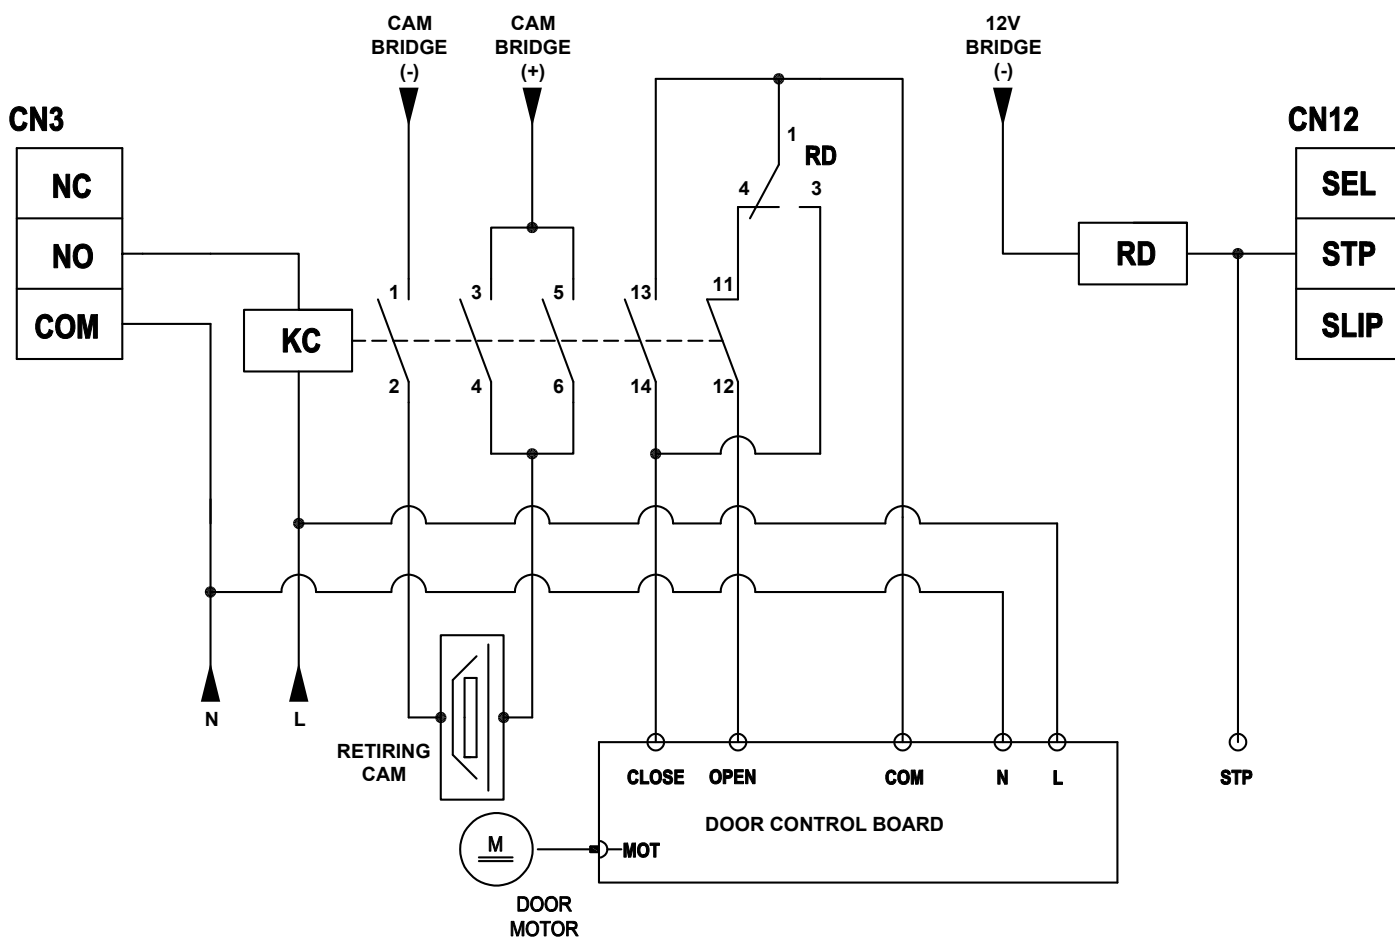 CAM
BRIDGE
(-)
CAM
BRIDGE
(+)
12V
BRIDGE
(-)
CN3
CN12
NC
NO
COM
1
RD
4
3
SEL
STP
SLIP
RD
1
3
5
13
11
KC
2
4
6
14
12
N
L
RETIRING
CAM
CLOSE
OPEN
COM
N
L
STP
DOOR CONTROL BOARD
M
MOT
DOOR
MOTOR